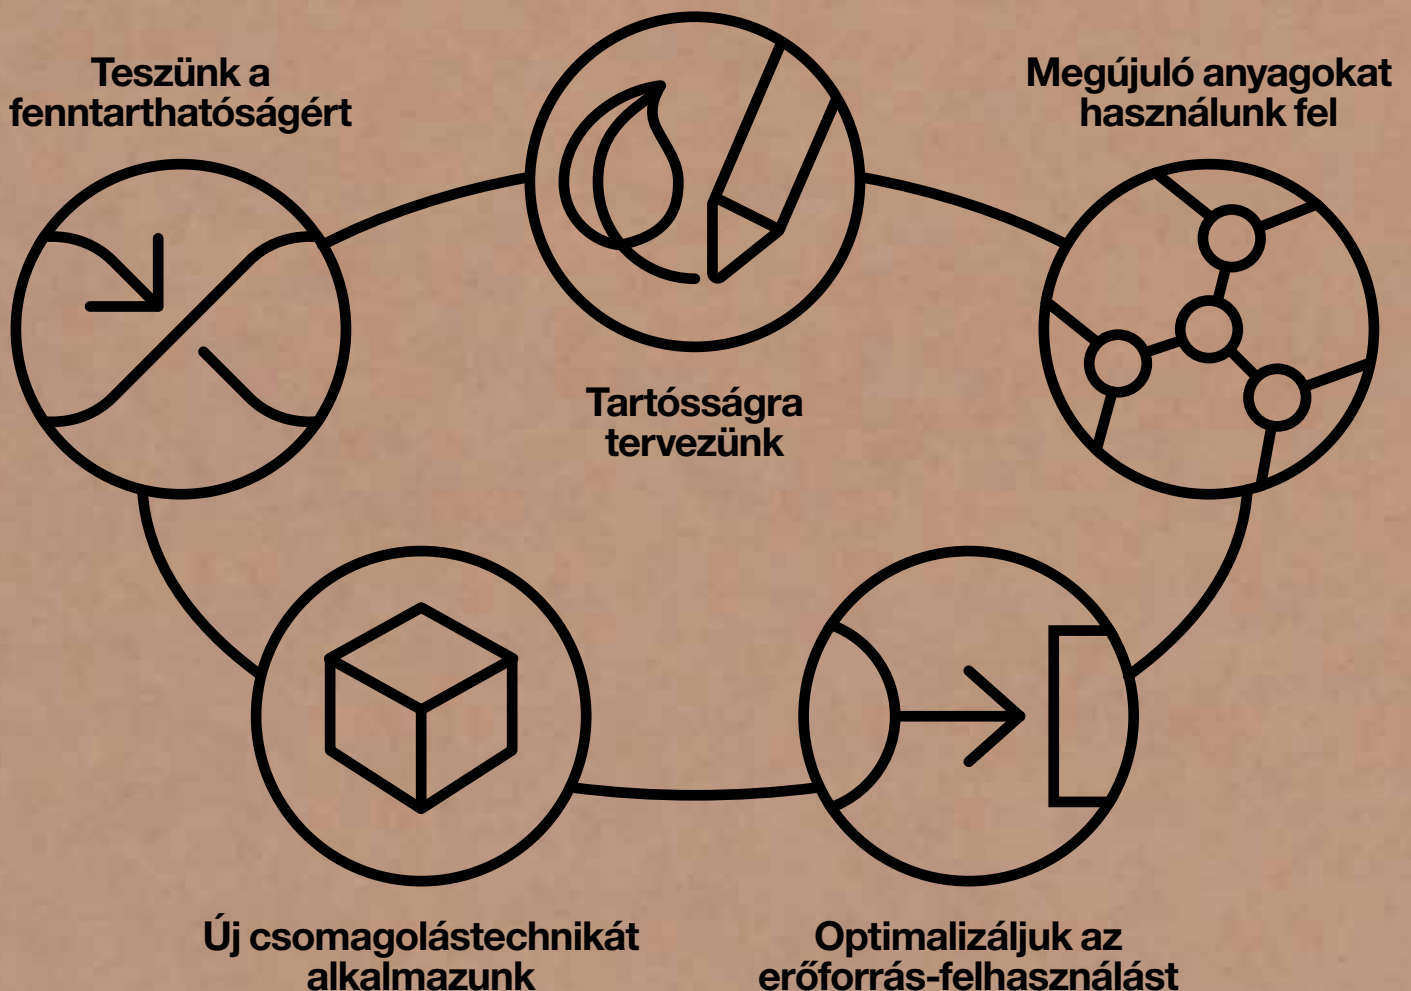 Teszünk a
fenntarthatóságért
Megújuló anyagokat
használunk fel
Tartósságra
tervezünk
Új csomagolástechnikát
alkalmazunk
Optimalizáljuk az
erőforrás-felhasználást